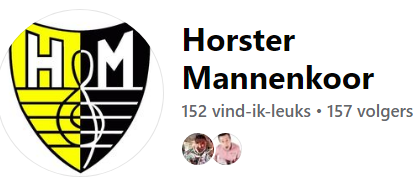 H M
Horster
Mannenkoor
152 vind-ik-leuks • 157 volgers